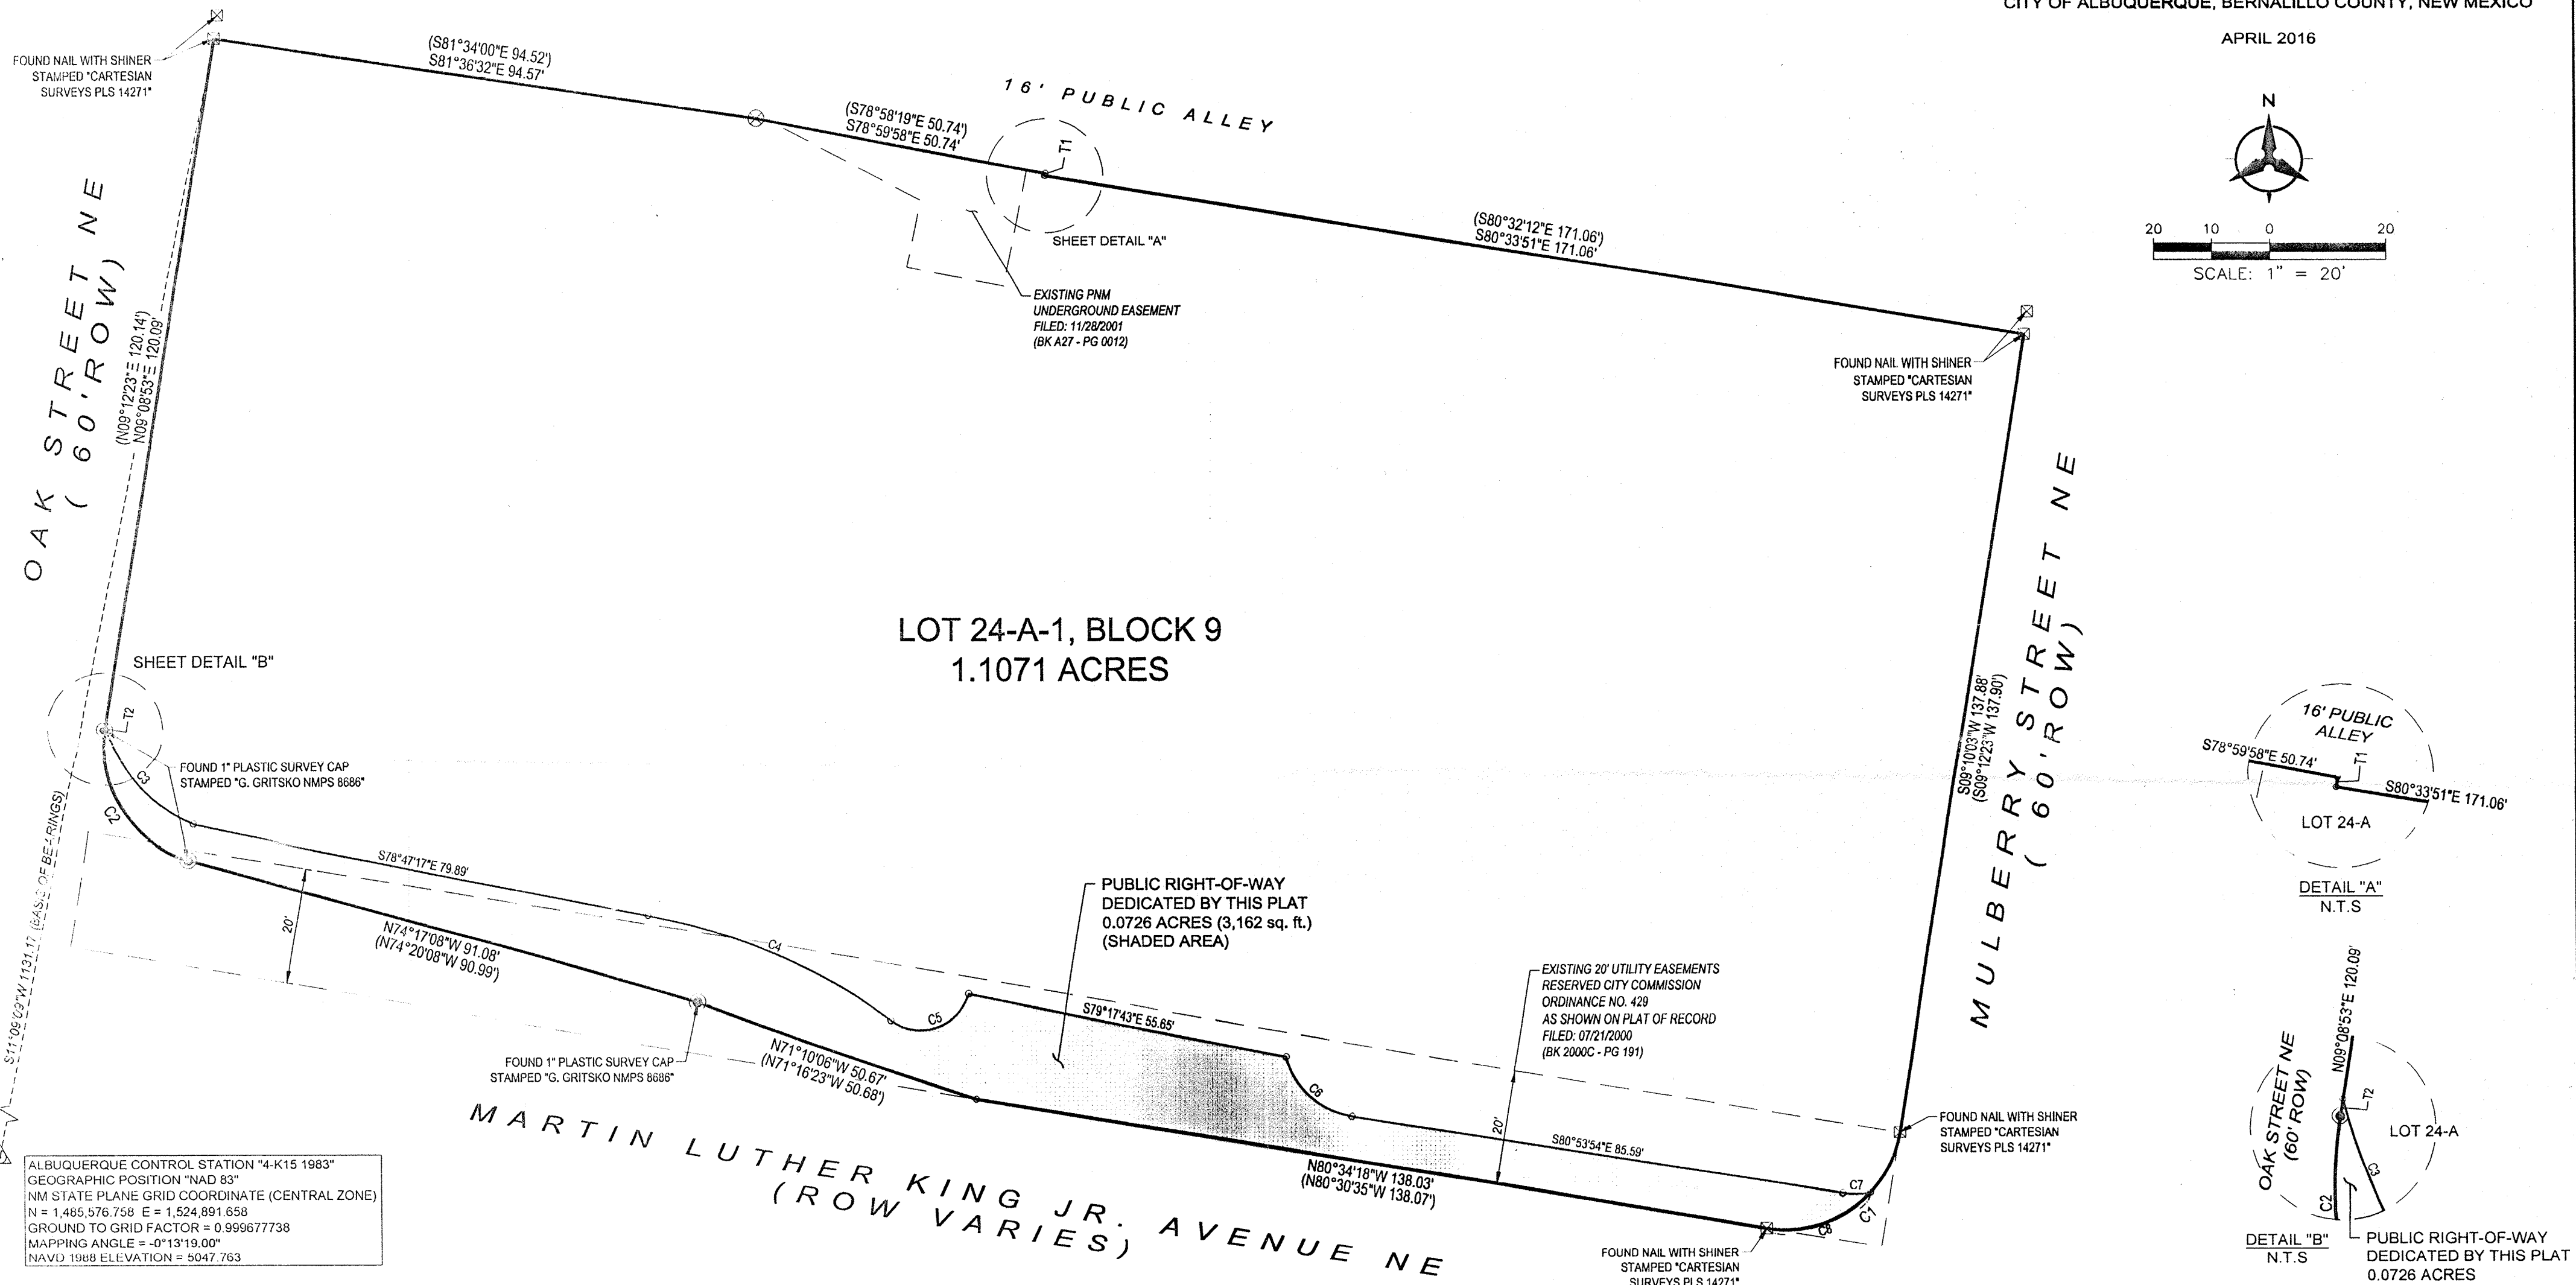 CITY OF ALBUQUERQUE, BERNALILLO COUNTY, NEW MEXICO
APRIL 2016
N
20 10 0 20
SCALE: 1" = 20'
FOUND NAIL WITH SHINER
STAMPED "CARTESIAN
SURVEYS PLS 14271"
(S81°34'00"E 94.52')
S81°36'32"E 94.57'
(S78°58'19"E 50.74')
S78°59'58"E 50.74'
16' PUBLIC ALLEY
T1
SHEET DETAIL "A"
(S80°32'12"E 171.06')
S80°33'51"E 171.06'
EXISTING PNM
UNDERGROUND EASEMENT
FILED: 11/28/2001
(BK A27 - PG 0012)
FOUND NAIL WITH SHINER
STAMPED "CARTESIAN
SURVEYS PLS 14271"
OAK STREET NE
( 60' ROW)
(N09°12'23"E 120.14')
N09°08'53"E 120.09'
LOT 24-A-1, BLOCK 9
1.1071 ACRES
MULBERRY STREET NE
( 60' ROW)
S09°10'03"W 137.88'
(S09°12'23"W 137.90')
SHEET DETAIL "B"
T2
C3
C2
FOUND 1" PLASTIC SURVEY CAP
STAMPED "G. GRITSKO NMPS 8686"
S11°09'09"W 1131.17 (BASIS OF BEARINGS)
S78°47'17"E 79.89'
20'
N74°17'08"W 91.08'
(N74°20'08"W 90.99')
C4
C5
PUBLIC RIGHT-OF-WAY
DEDICATED BY THIS PLAT
0.0726 ACRES (3,162 sq. ft.)
(SHADED AREA)
S79°17'43"E 55.65'
C6
EXISTING 20' UTILITY EASEMENTS
RESERVED CITY COMMISSION
ORDINANCE NO. 429
AS SHOWN ON PLAT OF RECORD
FILED: 07/21/2000
(BK 2000C - PG 191)
20'
FOUND 1" PLASTIC SURVEY CAP
STAMPED "G. GRITSKO NMPS 8686"
N71°10'06"W 50.67'
(N71°16'23"W 50.68')
S80°53'54"E 85.59'
C7
C1
C8
N80°34'18"W 138.03'
(N80°30'35"W 138.07')
FOUND NAIL WITH SHINER
STAMPED "CARTESIAN
SURVEYS PLS 14271"
MARTIN LUTHER KING JR. AVENUE NE
(ROW VARIES)
FOUND NAIL WITH SHINER
STAMPED "CARTESIAN
SURVEYS PLS 14271"
ALBUQUERQUE CONTROL STATION "4-K15 1983"
GEOGRAPHIC POSITION "NAD 83"
NM STATE PLANE GRID COORDINATE (CENTRAL ZONE)
N = 1,485,576.758 E = 1,524,891.658
GROUND TO GRID FACTOR = 0.999677738
MAPPING ANGLE = -0°13'19.00"
NAVD 1988 ELEVATION = 5047.763
16' PUBLIC
ALLEY
S78°59'58"E 50.74'
T1
S80°33'51"E 171.06'
LOT 24-A
DETAIL "A"
N.T.S
N09°08'53"E 120.09'
OAK STREET NE
(60' ROW)
T2
LOT 24-A
C3
C2
DETAIL "B"
N.T.S
PUBLIC RIGHT-OF-WAY
DEDICATED BY THIS PLAT
0.0726 ACRES